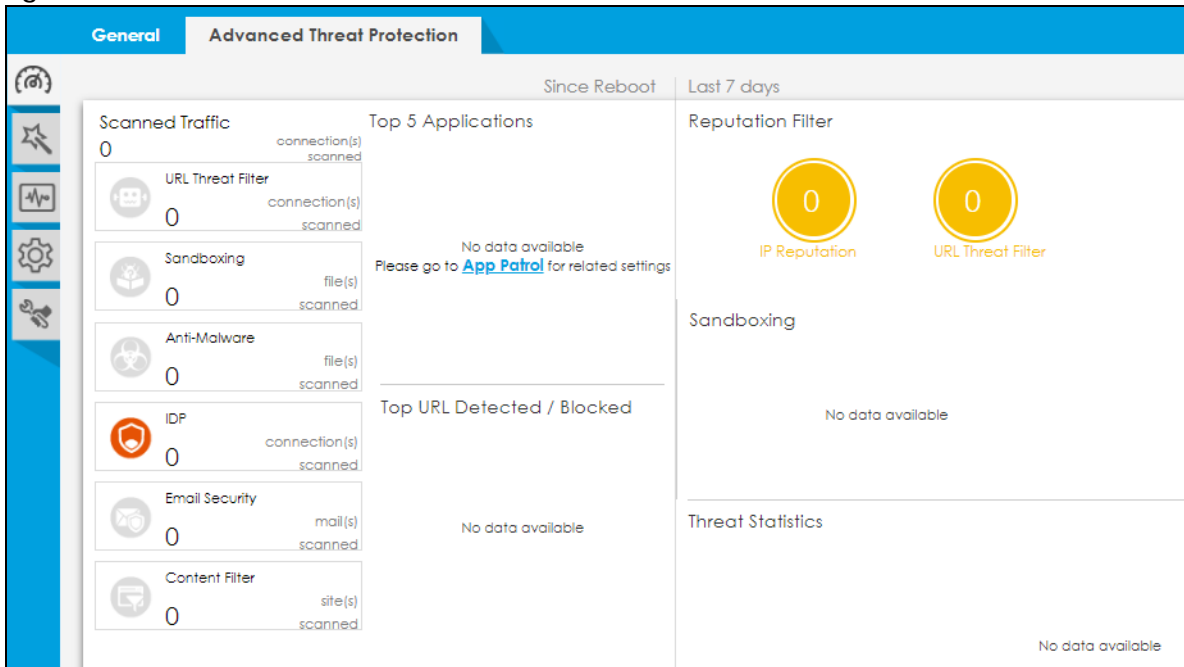 General
Advanced Threat Protection
Since Reboot
Last 7 days
Scanned Traffic
0
connection(s)
scanned
URL Threat Filter
0
connection(s)
scanned
Sandboxing
0
file(s)
scanned
Anti-Malware
0
file(s)
scanned
IDP
0
connection(s)
scanned
Email Security
0
mail(s)
scanned
Content Filter
0
site(s)
scanned
Top 5 Applications
No data available
Please go to App Patrol for related settings
Top URL Detected / Blocked
No data available
Reputation Filter
0
IP Reputation
0
URL Threat Filter
Sandboxing
No data available
Threat Statistics
No data available